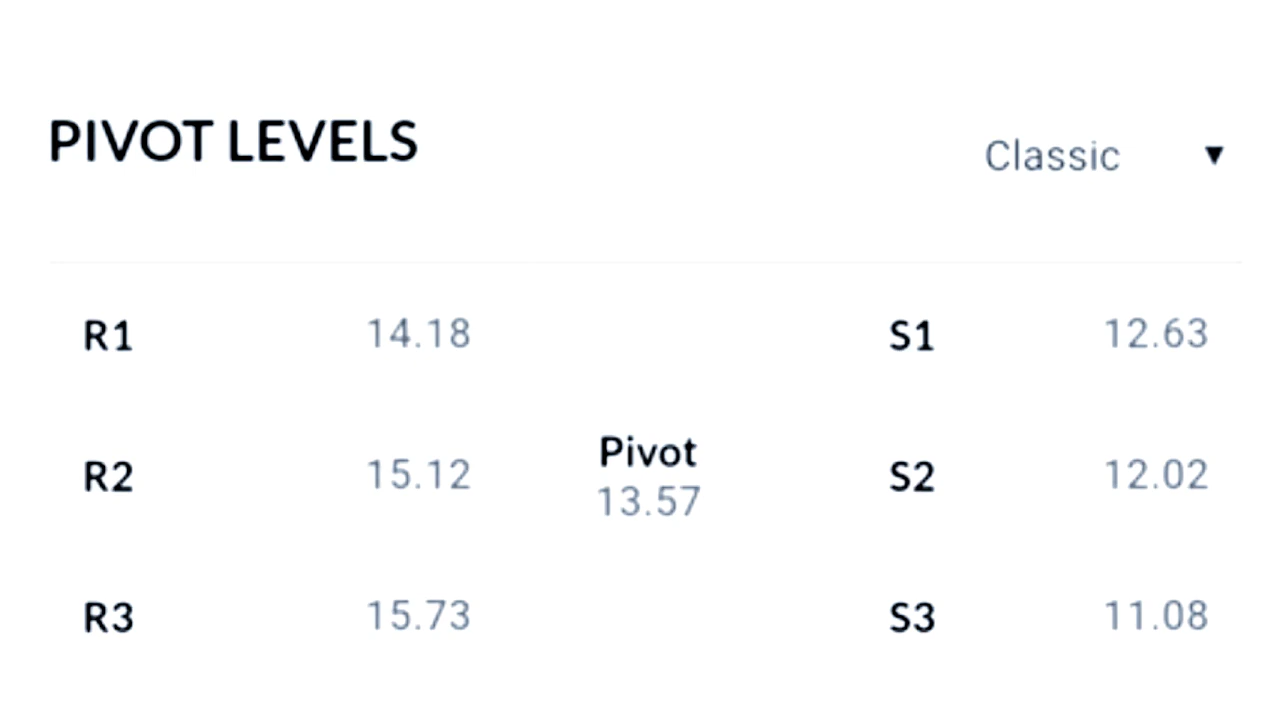 PIVOT LEVELS
Classic ▼
R1 14.18 S1 12.63
Pivot
R2 15.12 13.57 S2 12.02
R3 15.73 S3 11.08